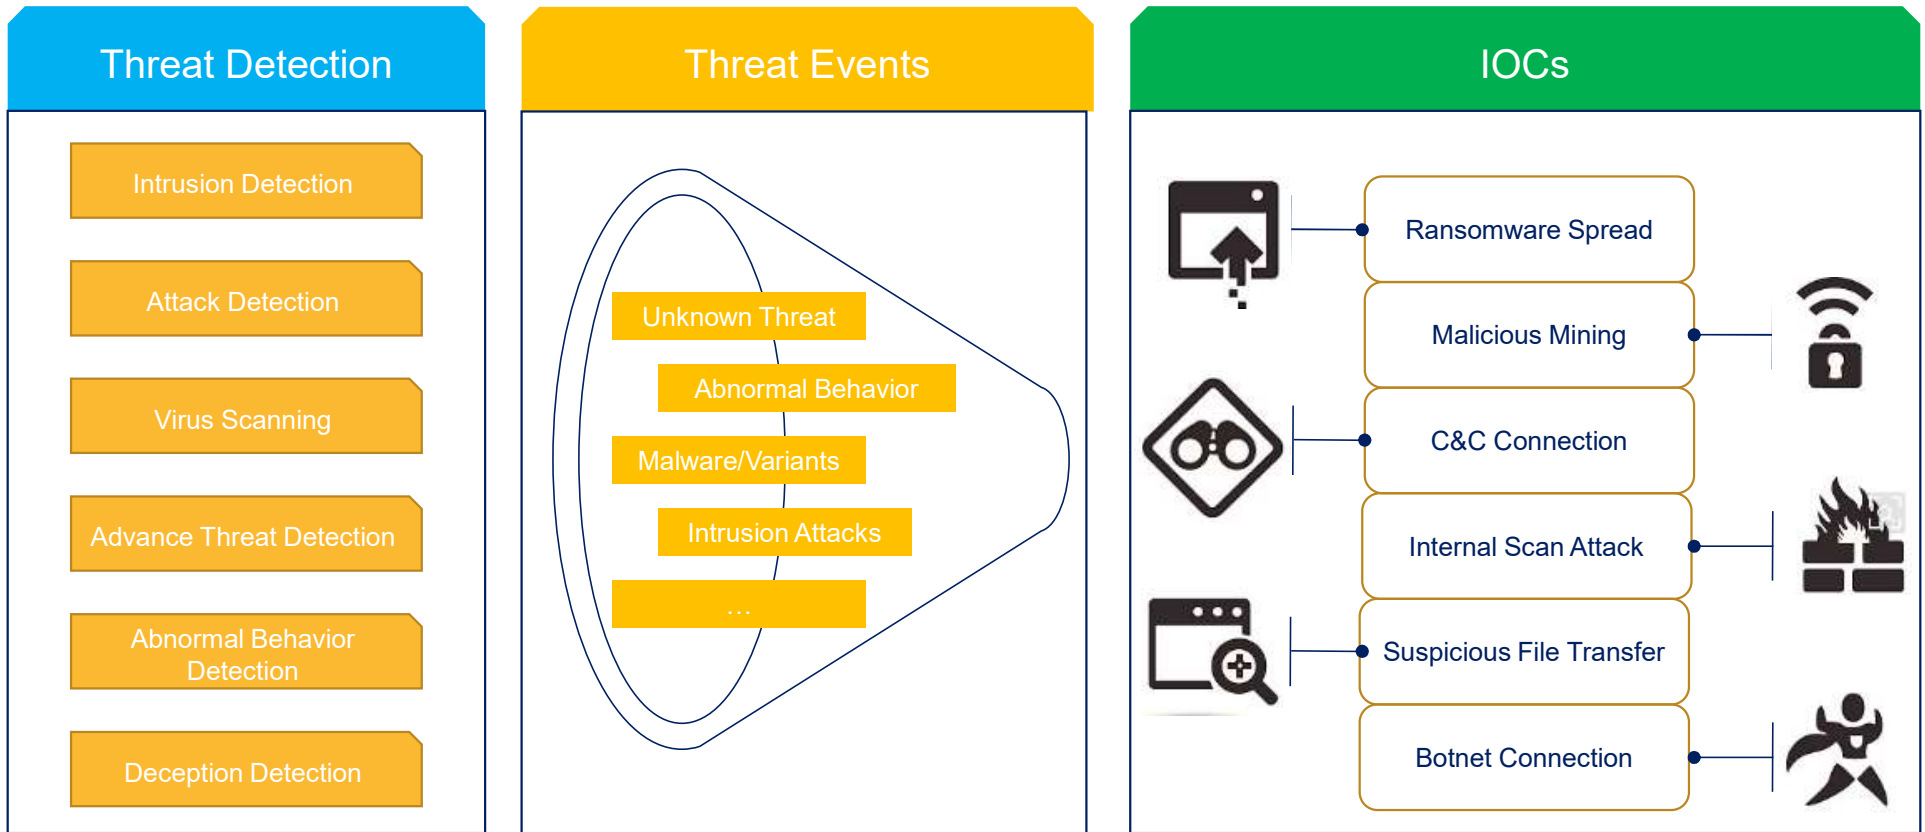 Threat Detection
Intrusion Detection
Attack Detection
Virus Scanning
Advance Threat Detection
Abnormal Behavior
Detection
Deception Detection
Threat Events
Unknown Threat
Abnormal Behavior
Malware/Variants
Intrusion Attacks
...
IOCs
Ransomware Spread
Malicious Mining
C&C Connection
Internal Scan Attack
Suspicious File Transfer
Botnet Connection